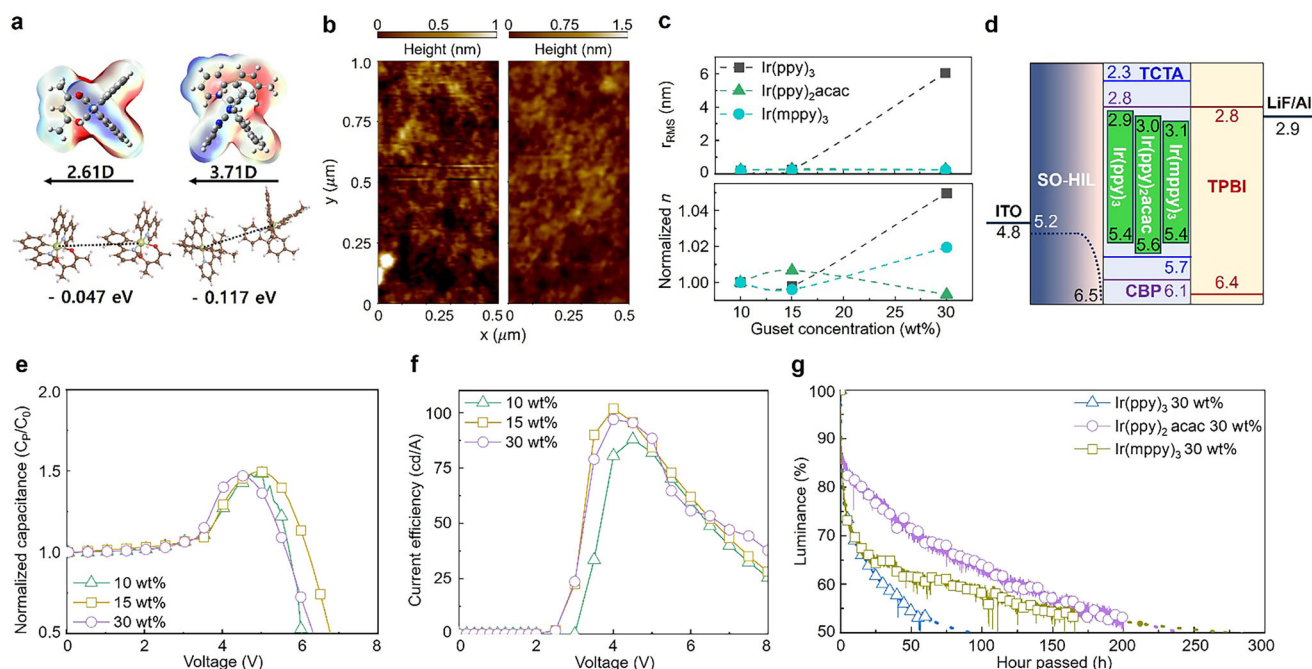 a
2.61D
3.71D
- 0.047 eV
- 0.117 eV
b
0
0.5
1
0
0.75
1.5
Height (nm)
Height (nm)
1.0
0.75
0.5
0.25
0
y (μm)
0
0.25
0.5
0
0.25
0.5
x (μm)
c
8
6
4
2
0
r_RMS (nm)
Ir(ppy)₃
Ir(ppy)₂acac
Ir(mppy)₃
1.04
1.02
1.00
Normalized n
10
15
20
25
30
Guset concentration (wt%)
d
2.3
TCTA
2.8
2.9
3.0
3.1
2.8
LiF/Al
2.9
Ir(ppy)₃
Ir(ppy)₂acac
Ir(mppy)₃
SO-HIL
TPBI
ITO
4.8
5.2
5.4
5.6
5.4
5.7
6.5
CBP
6.1
6.4
e
2.0
1.5
1.0
0.5
Normalized capacitance (C_P/C₀)
10 wt%
15 wt%
30 wt%
0
2
4
6
8
Voltage (V)
f
100
75
50
25
0
Current efficiency (cd/A)
10 wt%
15 wt%
30 wt%
0
2
4
6
8
Voltage (V)
g
100
90
80
70
60
50
Luminance (%)
Ir(ppy)₃ 30 wt%
Ir(ppy)₂ acac 30 wt%
Ir(mppy)₃ 30 wt%
0
50
100
150
200
250
300
Hour passed (h)